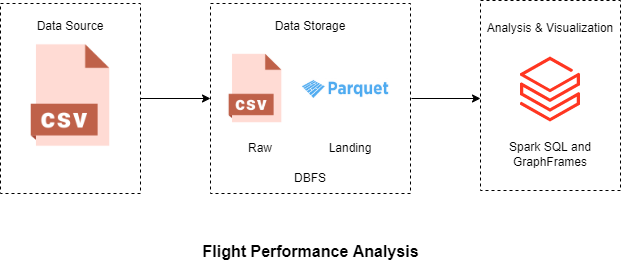 Data Source
CSV
Data Storage
CSV
Parquet
Raw
Landing
DBFS
Analysis & Visualization
Spark SQL and
GraphFrames
Flight Performance Analysis